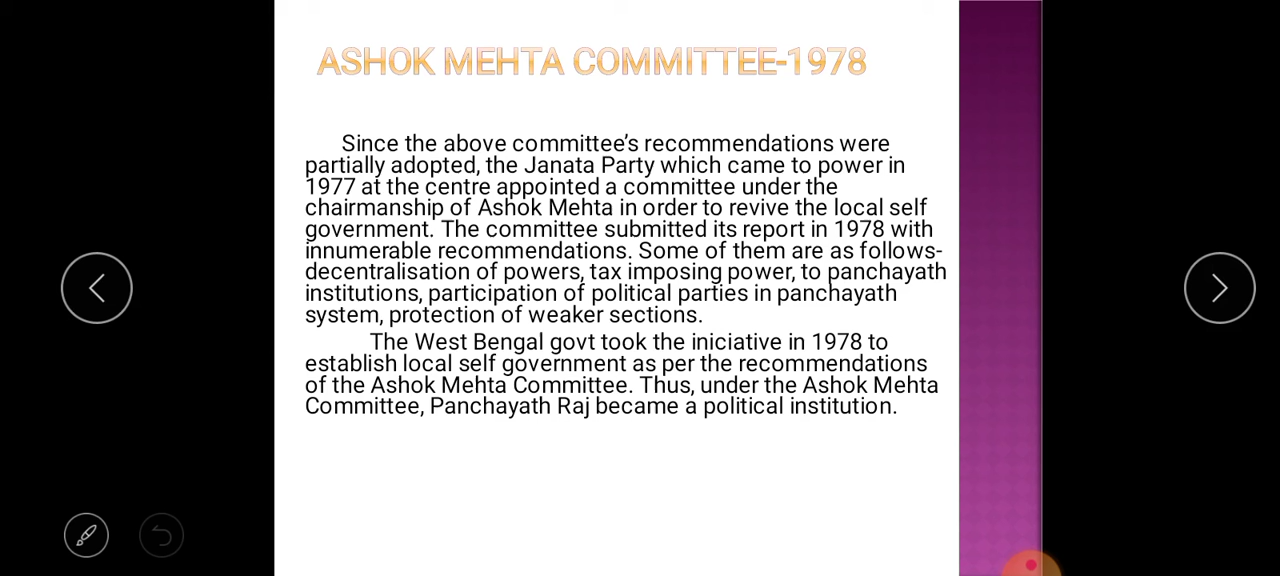 ASHOK MEHTA COMMITTEE-1978
Since the above committee’s recommendations were
partially adopted, the Janata Party which came to power in
1977 at the centre appointed a committee under the
chairmanship of Ashok Mehta in order to revive the local self
government. The committee submitted its report in 1978 with
innumerable recommendations. Some of them are as follows-
decentralisation of powers, tax imposing power, to panchayath
institutions, participation of political parties in panchayath
system, protection of weaker sections.
The West Bengal govt took the iniciative in 1978 to
establish local self government as per the recommendations
of the Ashok Mehta Committee. Thus, under the Ashok Mehta
Committee, Panchayath Raj became a political institution.